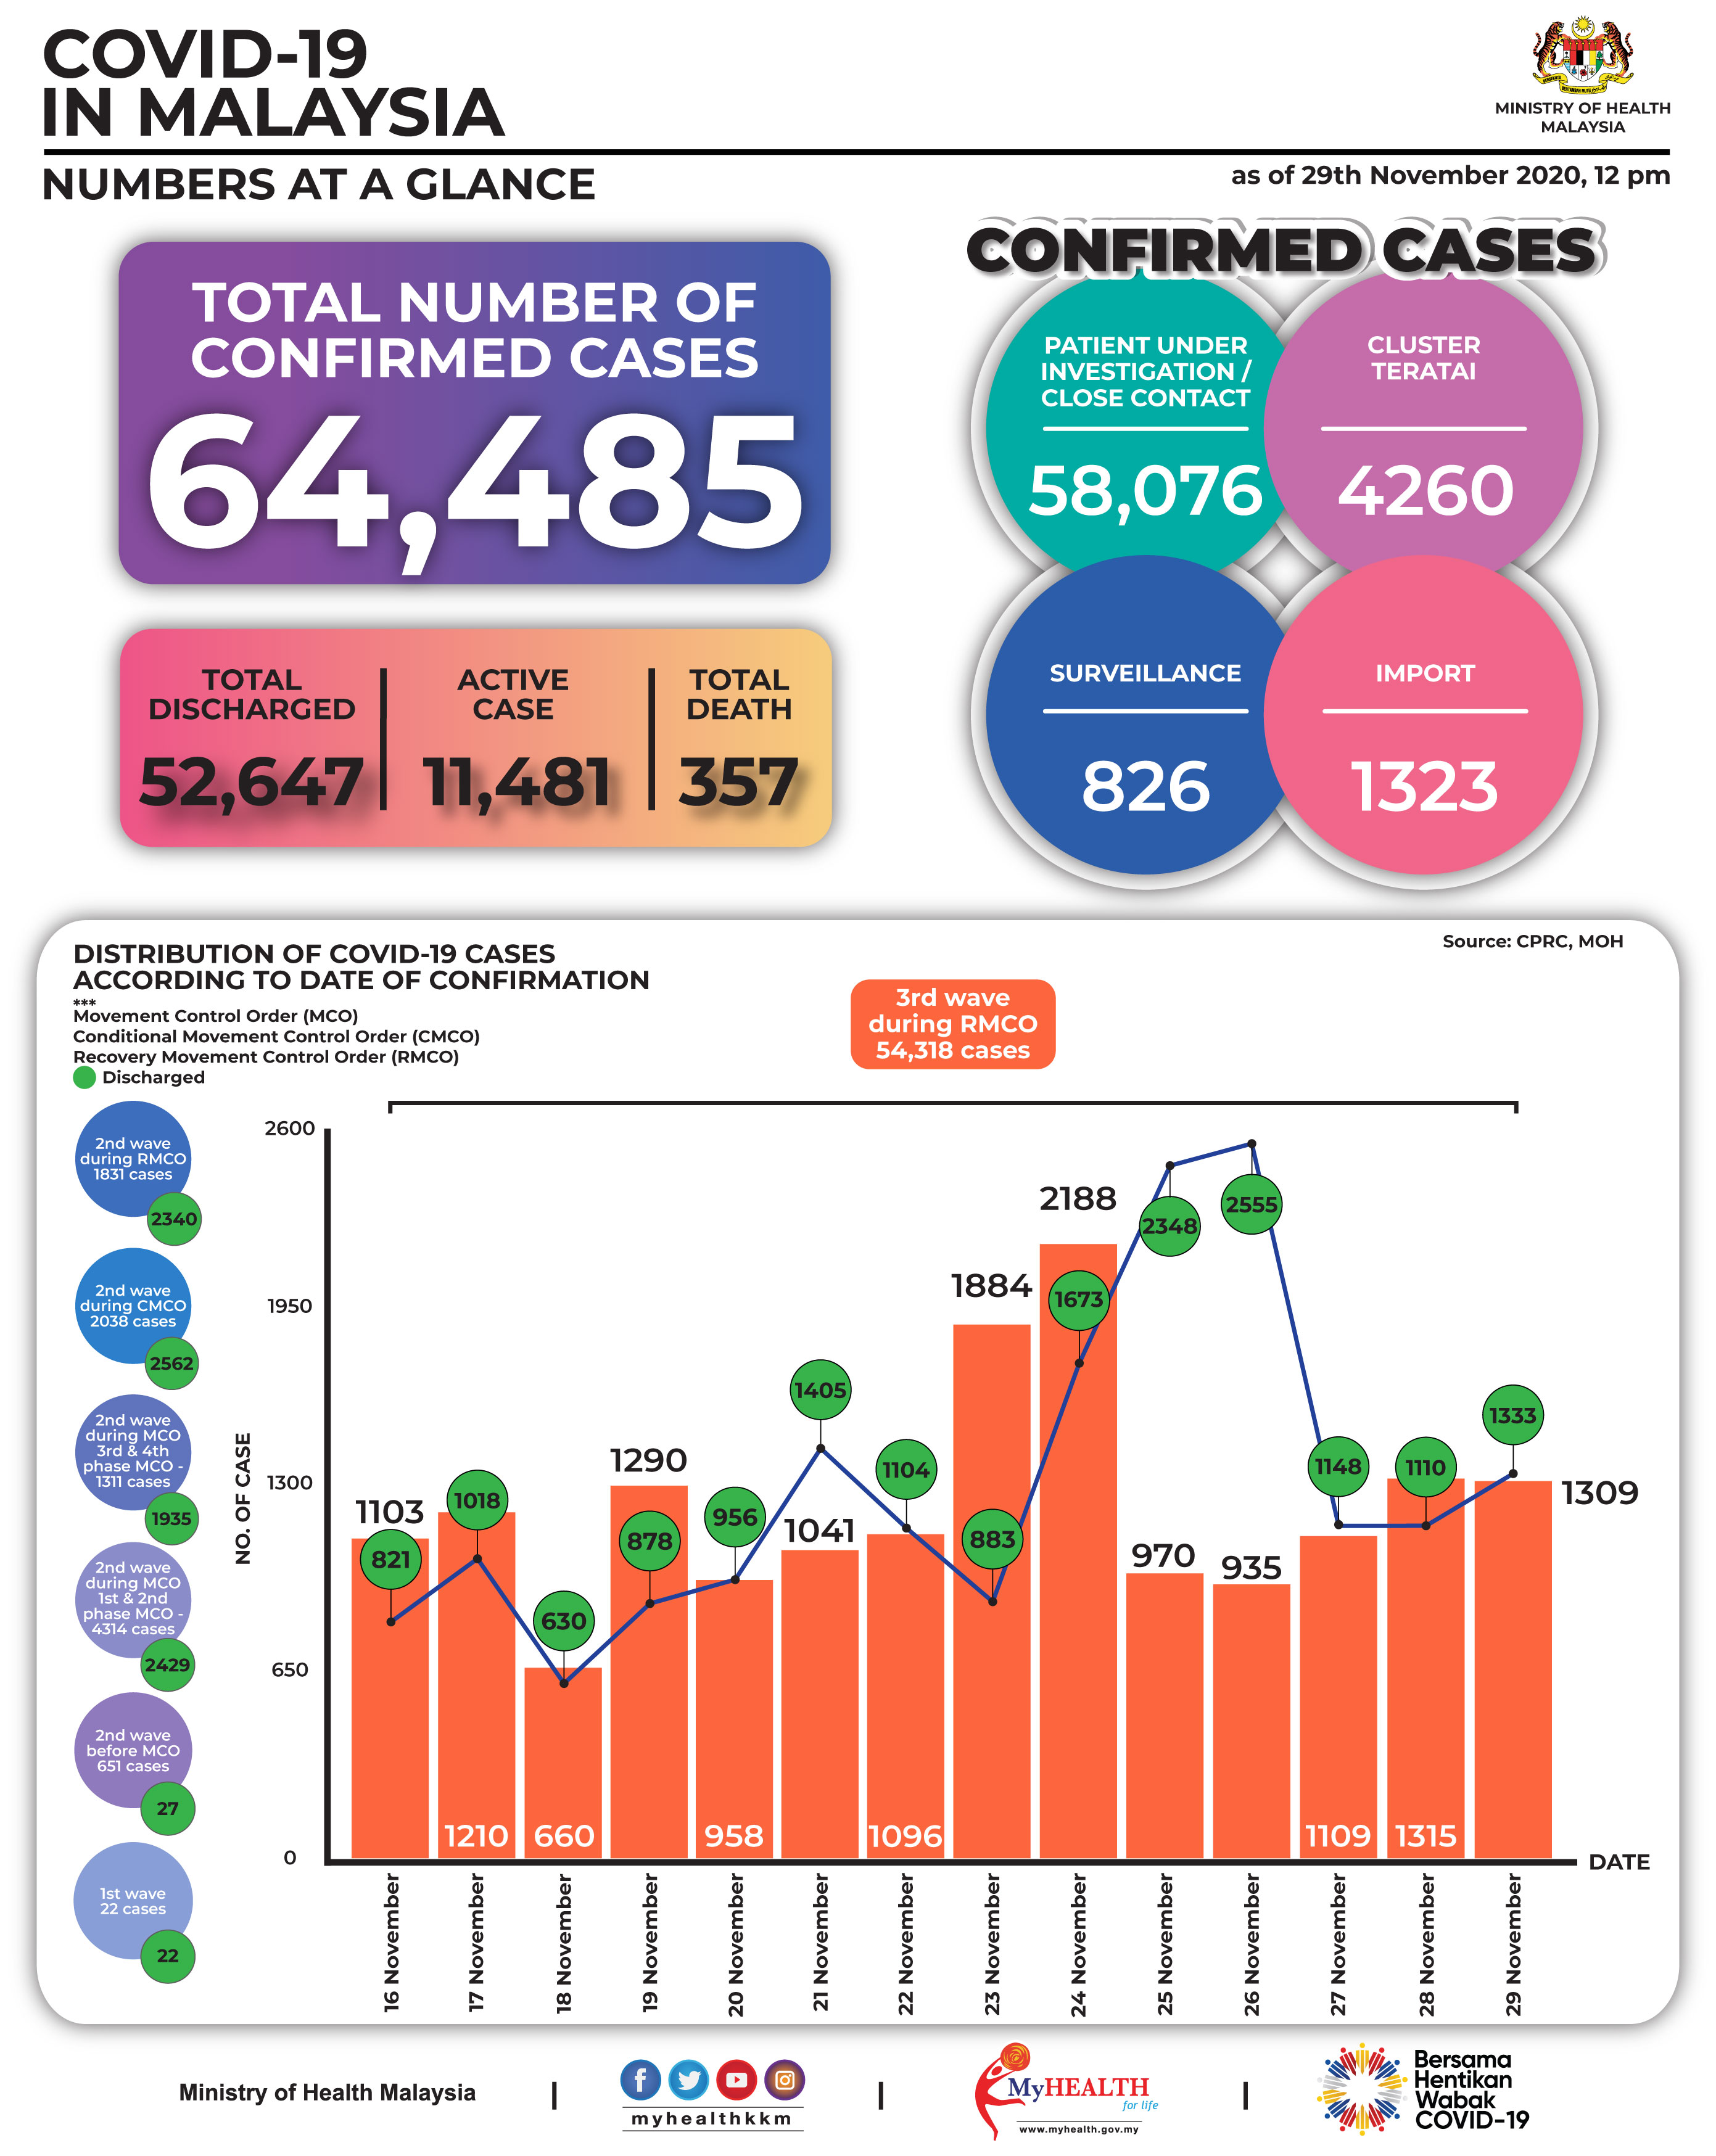 COVID-19
IN MALAYSIA
MINISTRY OF HEALTH
MALAYSIA
NUMBERS AT A GLANCE
as of 29th November 2020, 12 pm
TOTAL NUMBER OF
CONFIRMED CASES
64,485
TOTAL
DISCHARGED
52,647
ACTIVE
CASE
11,481
TOTAL
DEATH
357
CONFIRMED CASES
PATIENT UNDER
INVESTIGATION /
CLOSE CONTACT
58,076
CLUSTER
TERATAI
4260
SURVEILLANCE
826
IMPORT
1323
DISTRIBUTION OF COVID-19 CASES
ACCORDING TO DATE OF CONFIRMATION
***
Movement Control Order (MCO)
Conditional Movement Control Order (CMCO)
Recovery Movement Control Order (RMCO)
Discharged
Source: CPRC, MOH
3rd wave
during RMCO
54,318 cases
2nd wave
during RMCO
1831 cases
2340
2nd wave
during CMCO
2038 cases
2562
2nd wave
during MCO
3rd & 4th
phase MCO -
1311 cases
1935
2nd wave
during MCO
1st & 2nd
phase MCO -
4314 cases
2429
2nd wave
before MCO
651 cases
27
1st wave
22 cases
22
NO. OF CASE
2600
1950
1300
650
0
1103
821
1018
1210
630
660
1290
878
956
958
1405
1041
1104
1096
1884
883
2188
1673
2348
970
2555
935
1148
1109
1110
1315
1333
1309
DATE
16 November
17 November
18 November
19 November
20 November
21 November
22 November
23 November
24 November
25 November
26 November
27 November
28 November
29 November
Ministry of Health Malaysia
myhealthkkm
MyHEALTH
for life
www.myhealth.gov.my
Bersama
Hentikan
Wabak
COVID-19